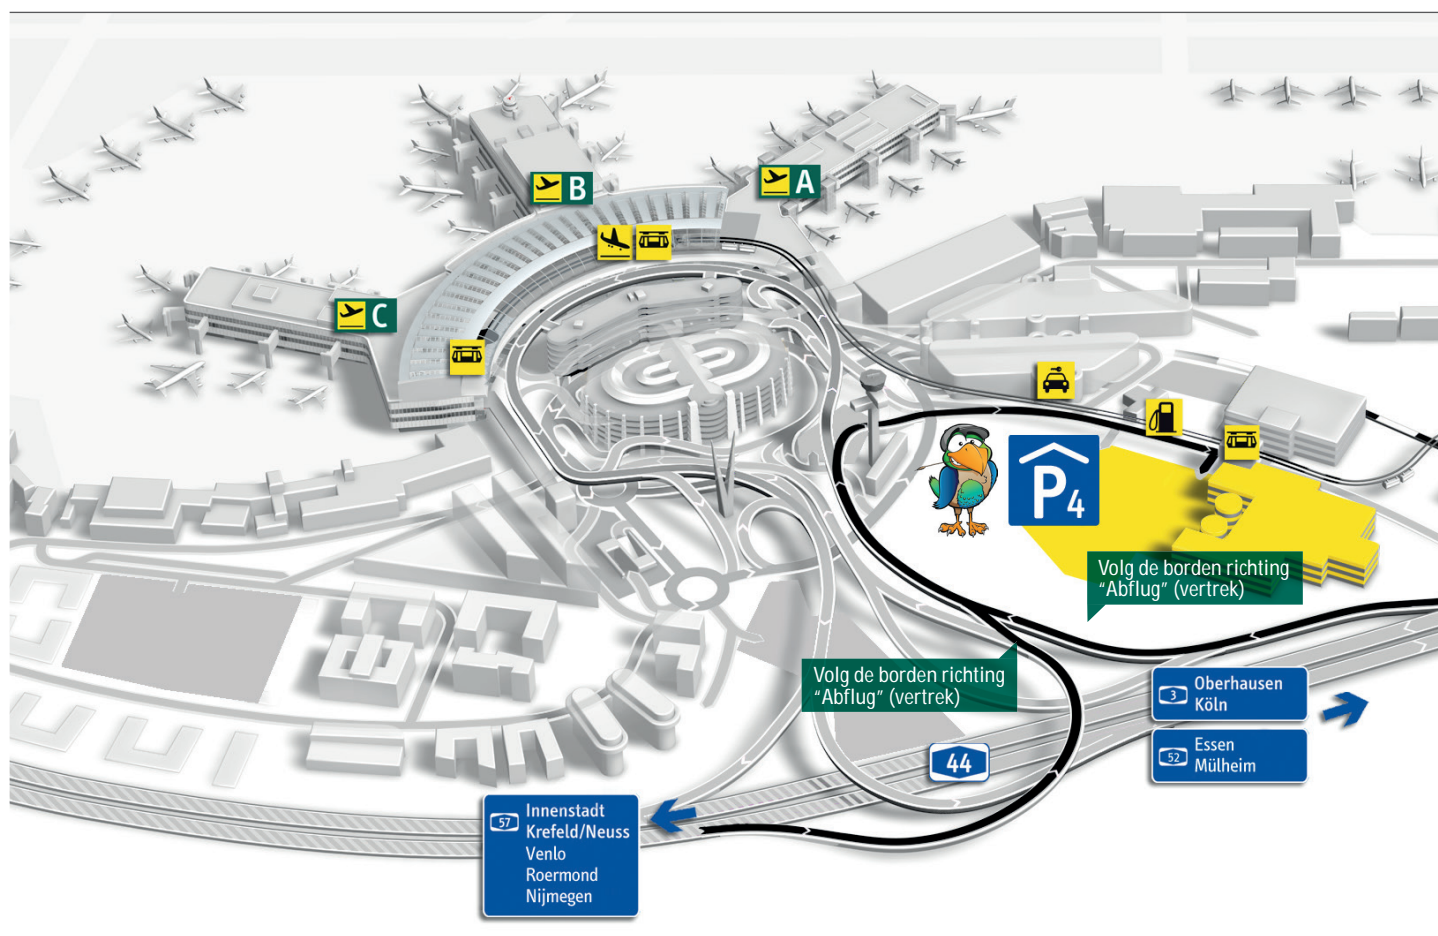 B
A
C
P4
Volg de borden richting
“Abflug” (vertrek)
Volg de borden richting
“Abflug” (vertrek)
3 Oberhausen
Köln
52 Essen
Mülheim
44
57 Innenstadt
Krefeld/Neuss
Venlo
Roermond
Nijmegen